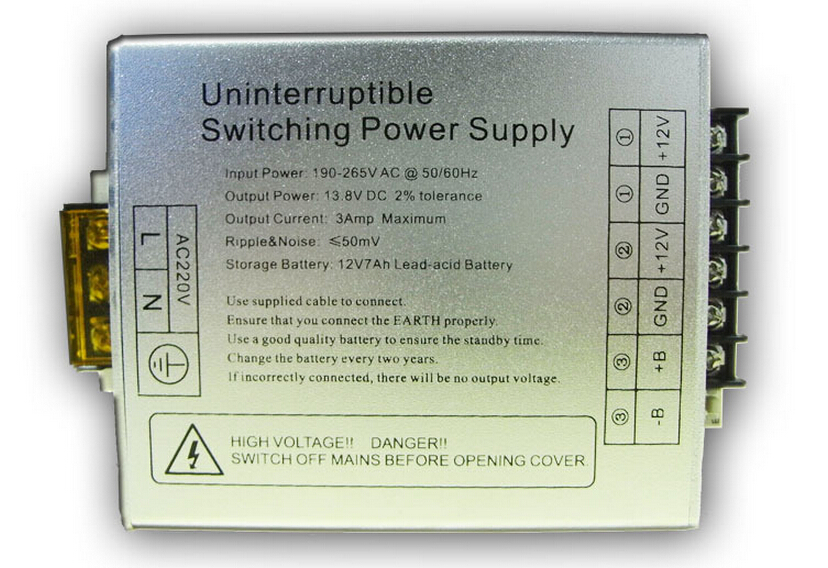 Uninterruptible
Switching Power Supply
Input Power: 190-265V AC @ 50/60Hz
Output Power: 13.8V DC 2% tolerance
Output Current: 3Amp Maximum
Ripple&Noise: ≤50mV
Storage Battery: 12V7Ah Lead-acid Battery
Use supplied cable to connect.
Ensure that you connect the EARTH properly.
Use a good quality battery to ensure the standby time.
Change the battery every two years.
If incorrectly connected, there will be no output voltage.
HIGH VOLTAGE!! DANGER!!
SWITCH OFF MAINS BEFORE OPENING COVER.
AC220V
L
N
① +12V
① GND
② +12V
② GND
③ +B
③ -B